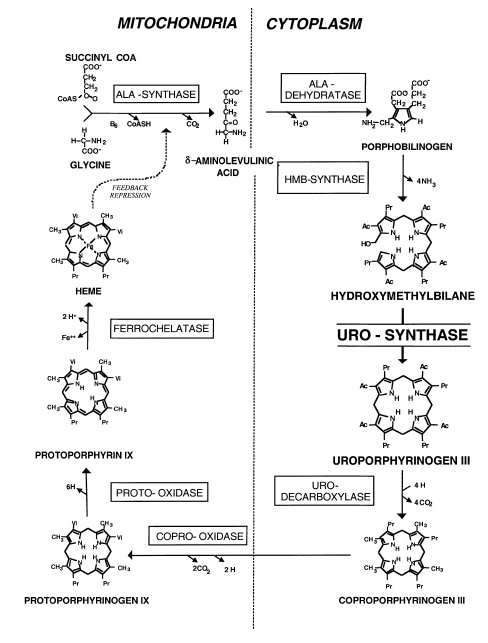 MITOCHONDRIA
CYTOPLASM
SUCCINYL COA
COO⁻
CH₂
CH₂
CoAS-C=O
ALA -SYNTHASE
B₆
CoASH
CO₂
H
H-C-NH₂
COO⁻
GLYCINE
COO⁻
CH₂
CH₂
C=O
H-C-NH₂
H
δ-AMINOLEVULINIC
ACID
ALA -
DEHYDRATASE
H₂O
COO⁻
COO
CH₂
CH₂
CH₂
NH₂-CH₂
N
H
PORPHOBILINOGEN
HMB-SYNTHASE
4NH₃
FEEDBACK
REPRESSION
Vi
CH₃
CH₃
Vi
N
N
Fe
N
N
CH₃
CH₃
Pr
Pr
HEME
Pr
Ac
Ac
Pr
N
H
H
N
HO
Pr
N
H
H
N
Ac
Ac
Pr
HYDROXYMETHYLBILANE
2 H⁺
Fe⁺⁺
FERROCHELATASE
URO - SYNTHASE
Vi
CH₃
CH₃
Vi
N
H
N
N
H
N
CH₃
CH₃
Pr
Pr
PROTOPORPHYRIN IX
Pr
Ac
Ac
Pr
N
H
H
N
N
H
H
N
Ac
Ac
Pr
Pr
UROPORPHYRINOGEN III
6H
PROTO- OXIDASE
URO-
DECARBOXYLASE
4 H
4CO₂
COPRO- OXIDASE
2CO₂
2 H
Vi
CH₃
CH₃
Vi
N
H
H
N
N
H
H
N
CH₃
CH₃
Pr
Pr
PROTOPORPHYRINOGEN IX
Pr
CH₃
CH₃
Pr
N
H
H
N
N
H
H
N
CH₃
CH₃
Pr
Pr
COPROPORPHYRINOGEN III